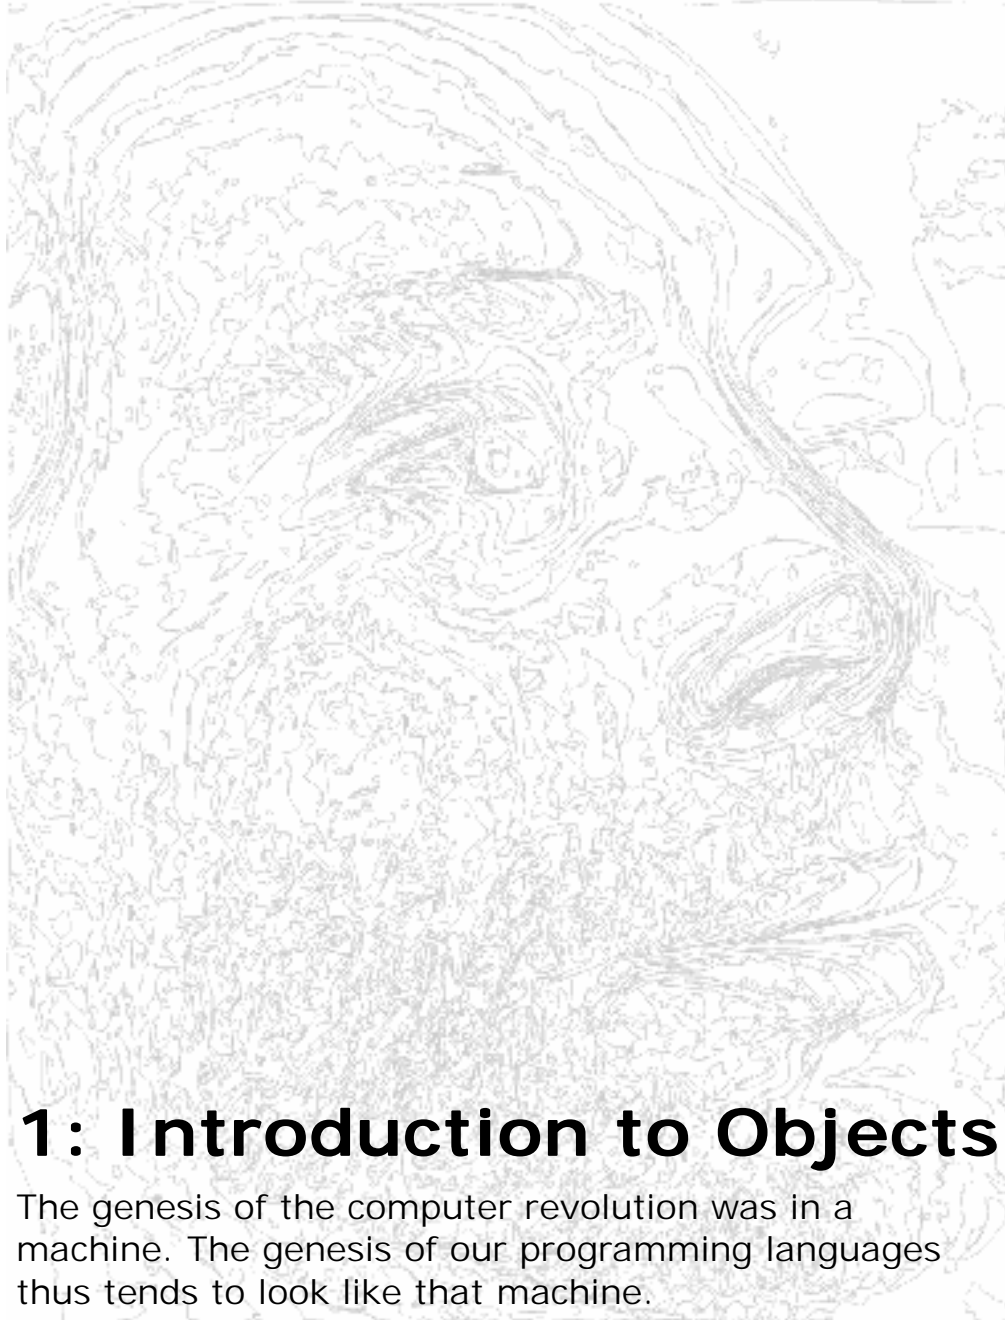 1: Introduction to Objects
The genesis of the computer revolution was in a
machine. The genesis of our programming languages
thus tends to look like that machine.